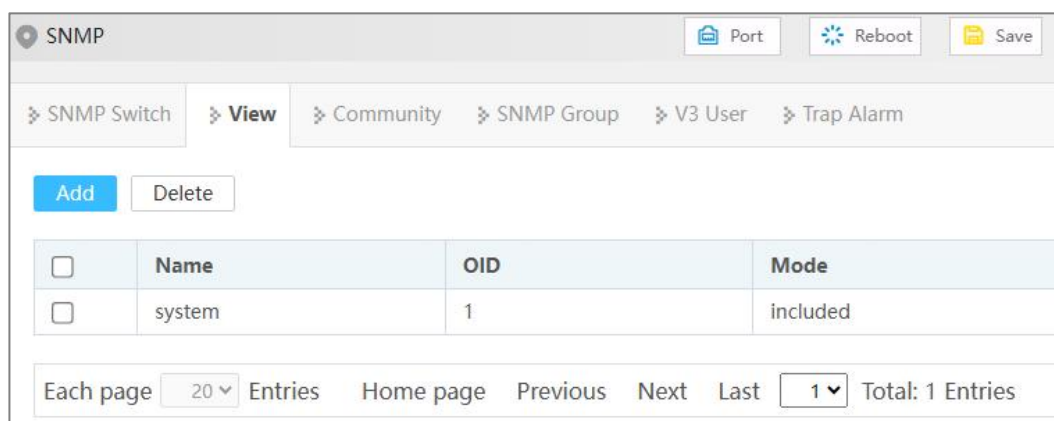 SNMP Port Reboot Save
SNMP Switch View Community SNMP Group V3 User Trap Alarm
Add Delete
Name OID Mode
system 1 included
Each page 20 Entries Home page Previous Next Last 1 Total: 1 Entries